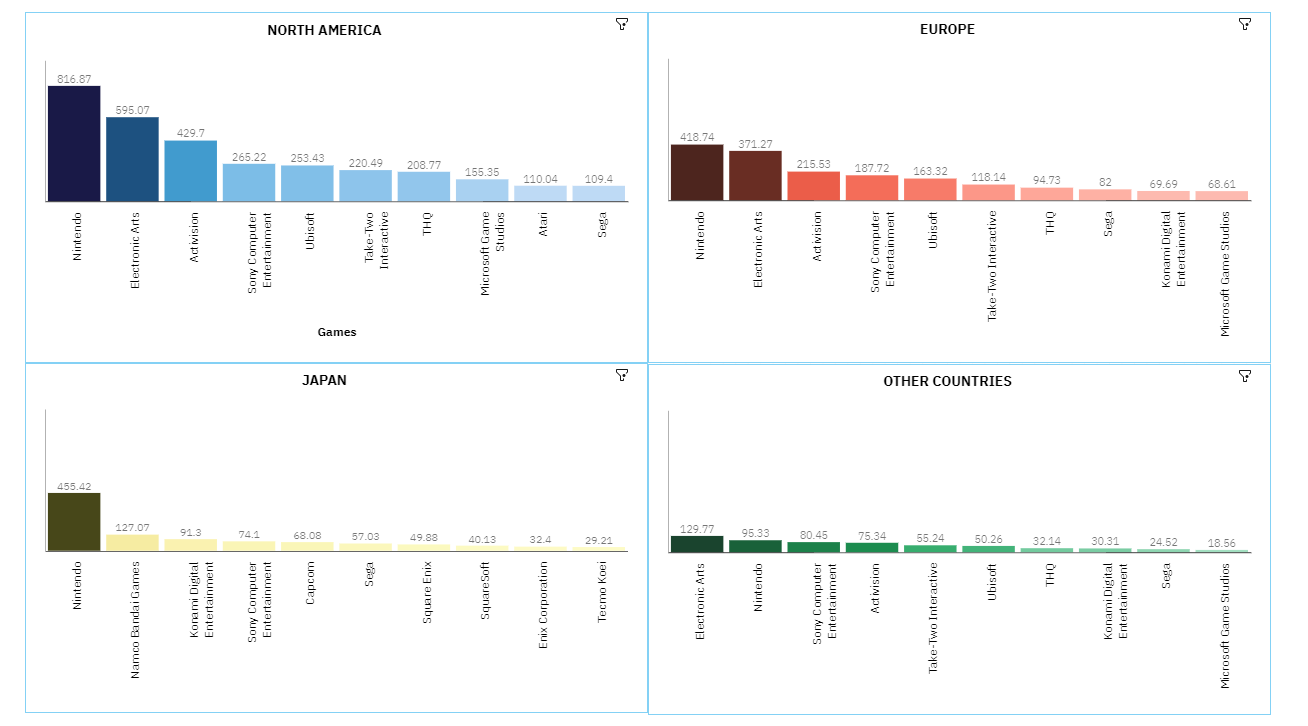 NORTH AMERICA
816.87
595.07
429.7
265.22
253.43
220.49
208.77
155.35
110.04
109.4
Nintendo
Electronic Arts
Activision
Sony Computer
Entertainment
Ubisoft
Take-Two
Interactive
THQ
Microsoft Game
Studios
Atari
Sega
Games
EUROPE
418.74
371.27
215.53
187.72
163.32
118.14
94.73
82
69.69
68.61
Nintendo
Electronic Arts
Activision
Sony Computer
Entertainment
Ubisoft
Take-Two Interactive
THQ
Sega
Konami Digital
Entertainment
Microsoft Game Studios
JAPAN
455.42
127.07
91.3
74.1
68.08
57.03
49.88
40.13
32.4
29.21
Nintendo
Namco Bandai Games
Konami Digital
Entertainment
Sony Computer
Entertainment
Capcom
Sega
Square Enix
SquareSoft
Enix Corporation
Tecmo Koei
OTHER COUNTRIES
129.77
95.33
80.45
75.34
55.24
50.26
32.14
30.31
24.52
18.56
Electronic Arts
Nintendo
Sony Computer
Entertainment
Activision
Take-Two Interactive
Ubisoft
THQ
Konami Digital
Entertainment
Sega
Microsoft Game Studios